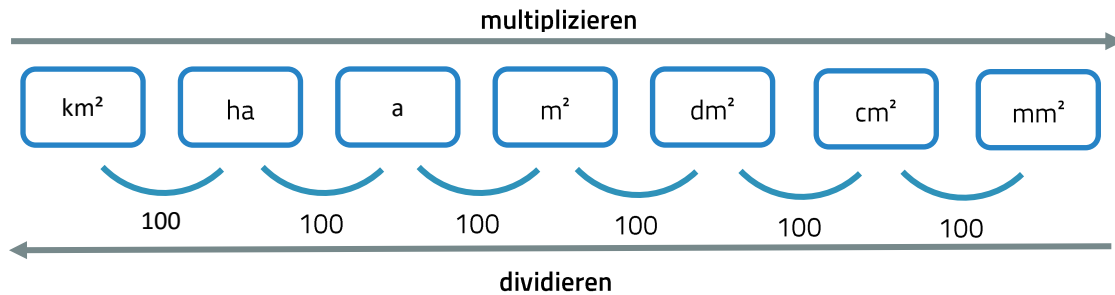 multiplizieren
km² ha a m² dm² cm² mm²
100 100 100 100 100 100
dividieren